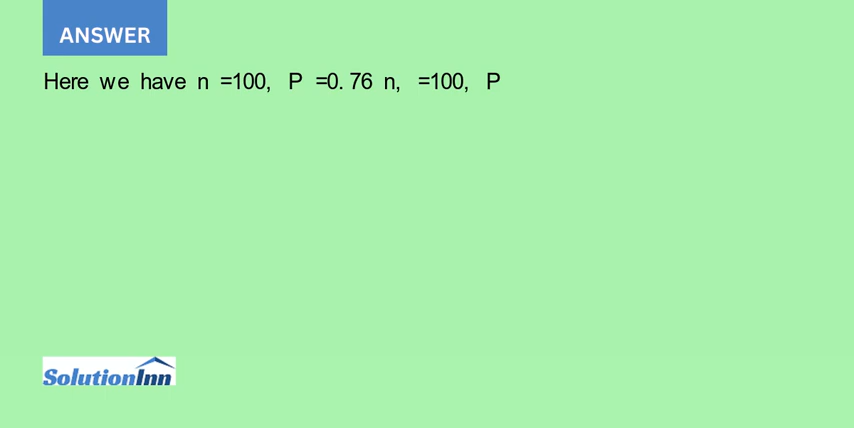 ANSWER
Here we have n =100, P =0. 76 n, =100, P
SolutionInn